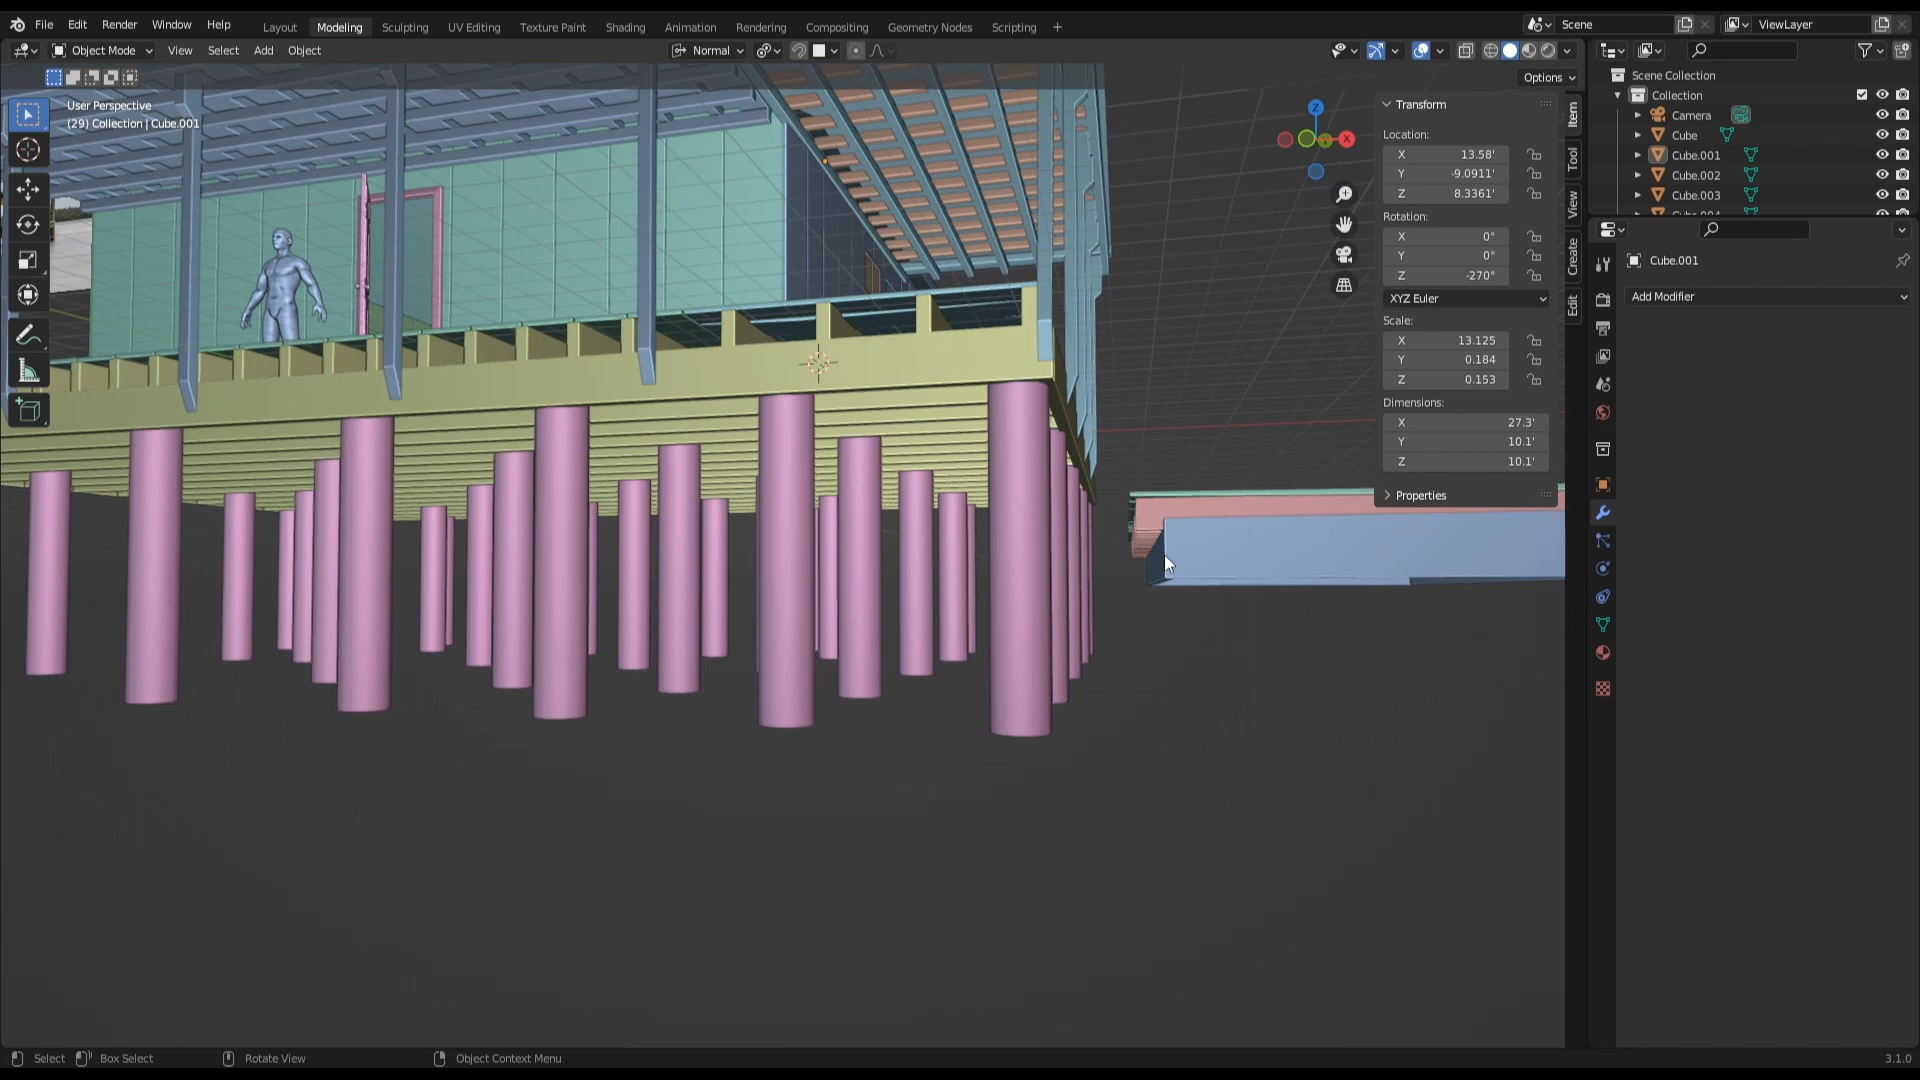 File Edit Render Window Help
Layout Modeling Sculpting UV Editing Texture Paint Shading Animation Rendering Compositing Geometry Nodes Scripting +
Scene
ViewLayer
Object Mode View Select Add Object
Normal
Options
User Perspective
(29) Collection | Cube.001
Z
X
Transform
Location:
X 13.58'
Y -9.0911'
Z 8.3361'
Rotation:
X 0°
Y 0°
Z -270°
XYZ Euler
Scale:
X 13.125
Y 0.184
Z 0.153
Dimensions:
X 27.3'
Y 10.1'
Z 10.1'
Properties
Item
Tool
View
Create
Edit
Scene Collection
Collection
Camera
Cube
Cube.001
Cube.002
Cube.003
Cube.001
Add Modifier
Select Box Select Rotate View Object Context Menu
3.1.0